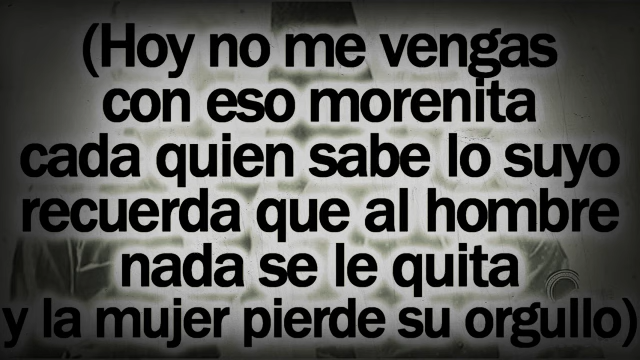 (Hoy no me vengas
con eso morenita
cada quien sabe lo suyo
recuerda que al hombre
nada se le quita
y la mujer pierde su orgullo)